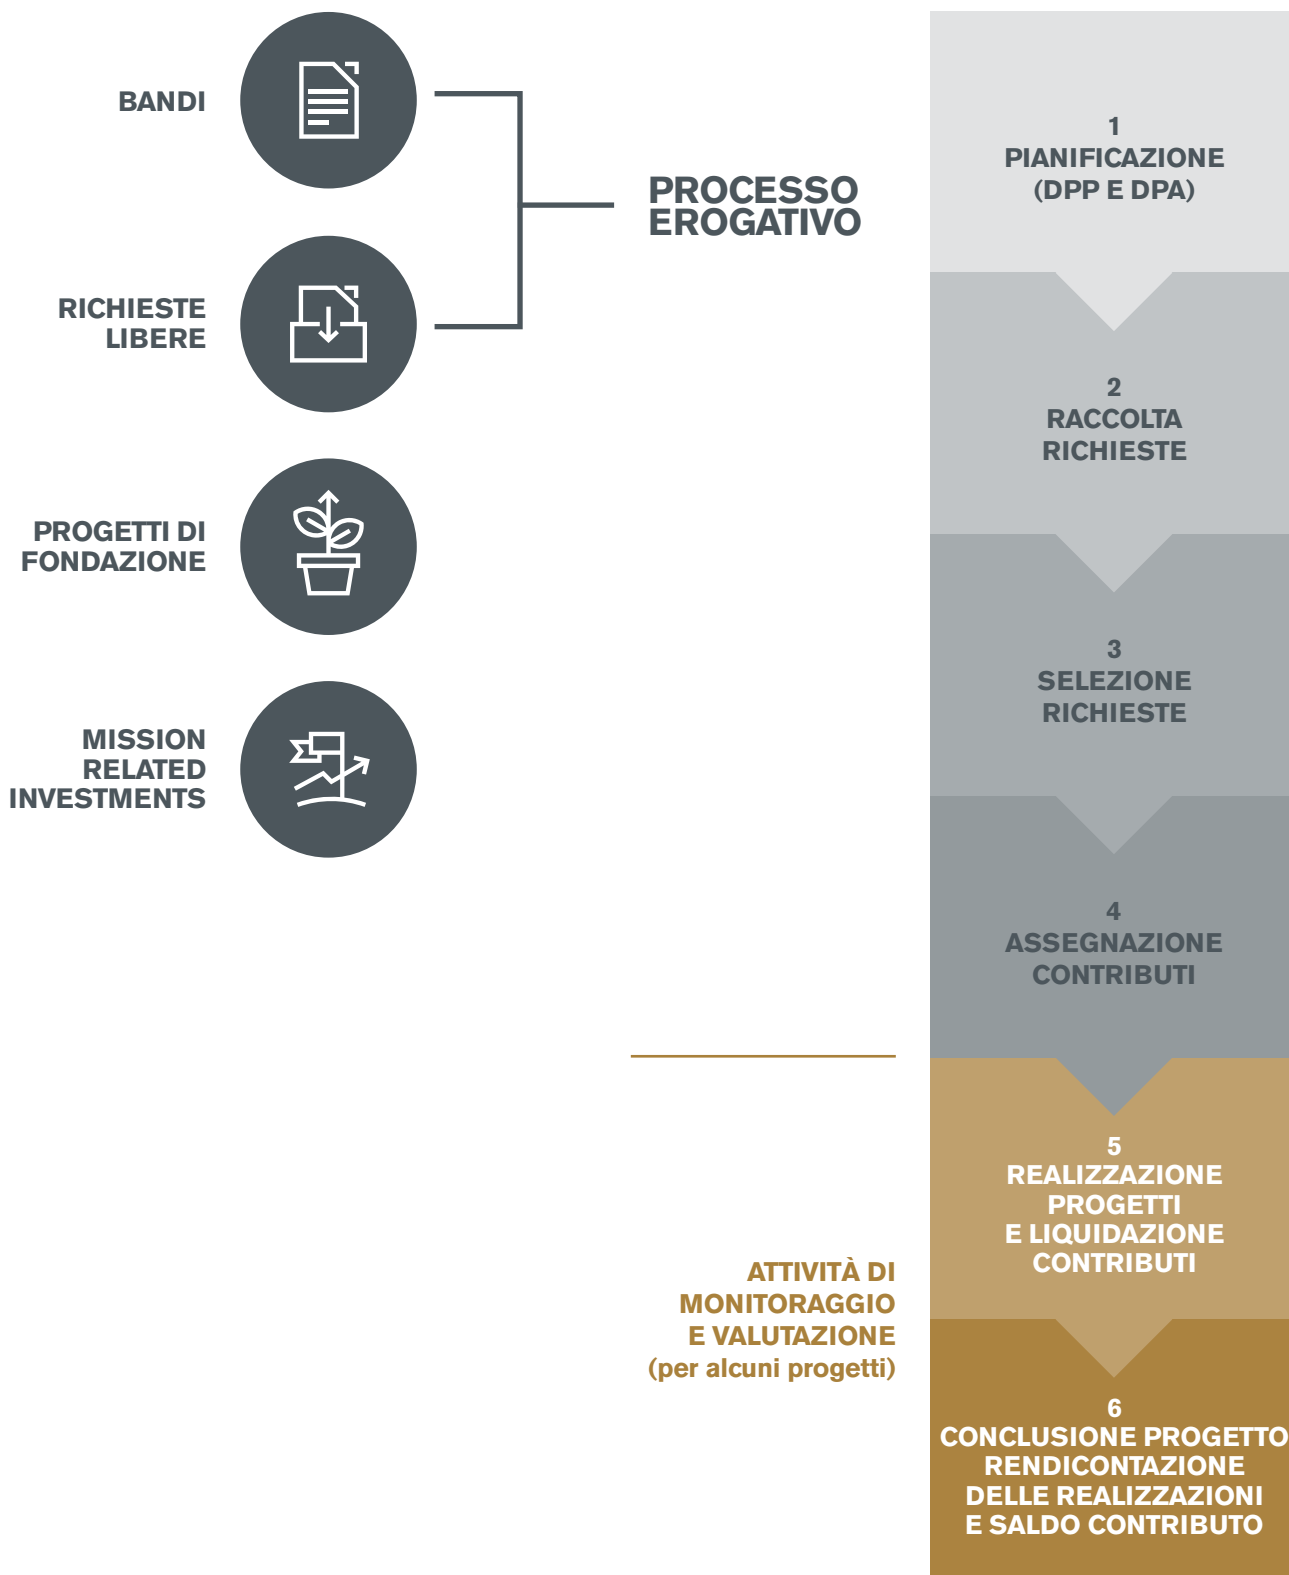 BANDI
RICHIESTE
LIBERE
PROGETTI DI
FONDAZIONE
MISSION
RELATED
INVESTMENTS
PROCESSO
EROGATIVO
1
PIANIFICAZIONE
(DPP E DPA)
2
RACCOLTA
RICHIESTE
3
SELEZIONE
RICHIESTE
4
ASSEGNAZIONE
CONTRIBUTI
ATTIVITÀ DI
MONITORAGGIO
E VALUTAZIONE
(per alcuni progetti)
5
REALIZZAZIONE
PROGETTI
E LIQUIDAZIONE
CONTRIBUTI
6
CONCLUSIONE PROGETTO
RENDICONTAZIONE
DELLE REALIZZAZIONI
E SALDO CONTRIBUTO